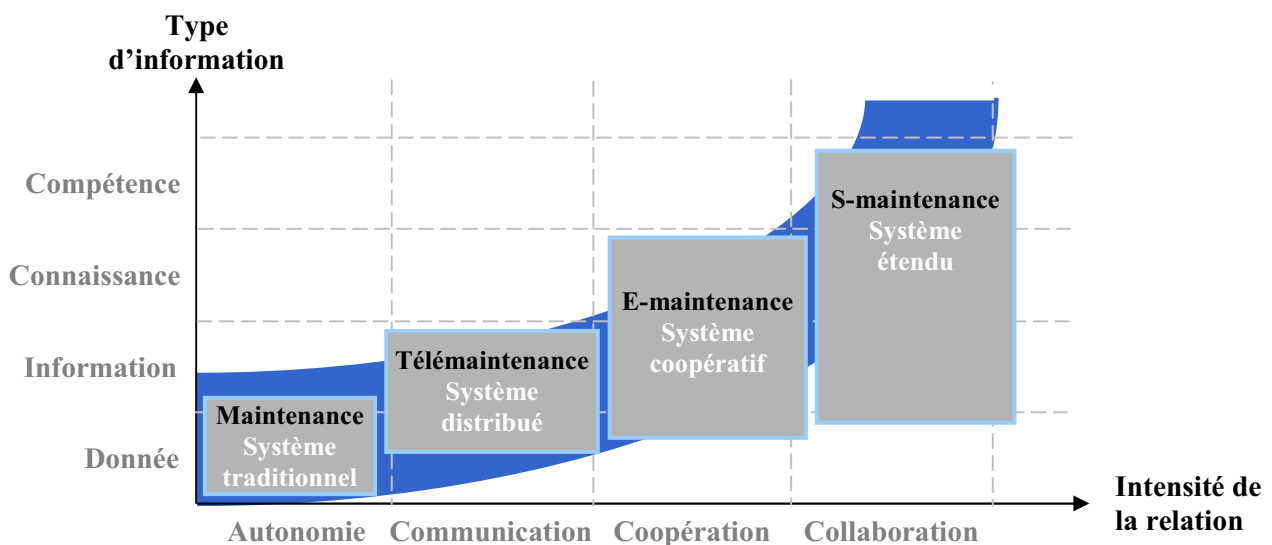 Type
d’information
Compétence
Connaissance
Information
Donnée
Maintenance
Système
traditionnel
Télémaintenance
Système
distribué
E-maintenance
Système
coopératif
S-maintenance
Système
étendu
Autonomie
Communication
Coopération
Collaboration
Intensité de
la relation